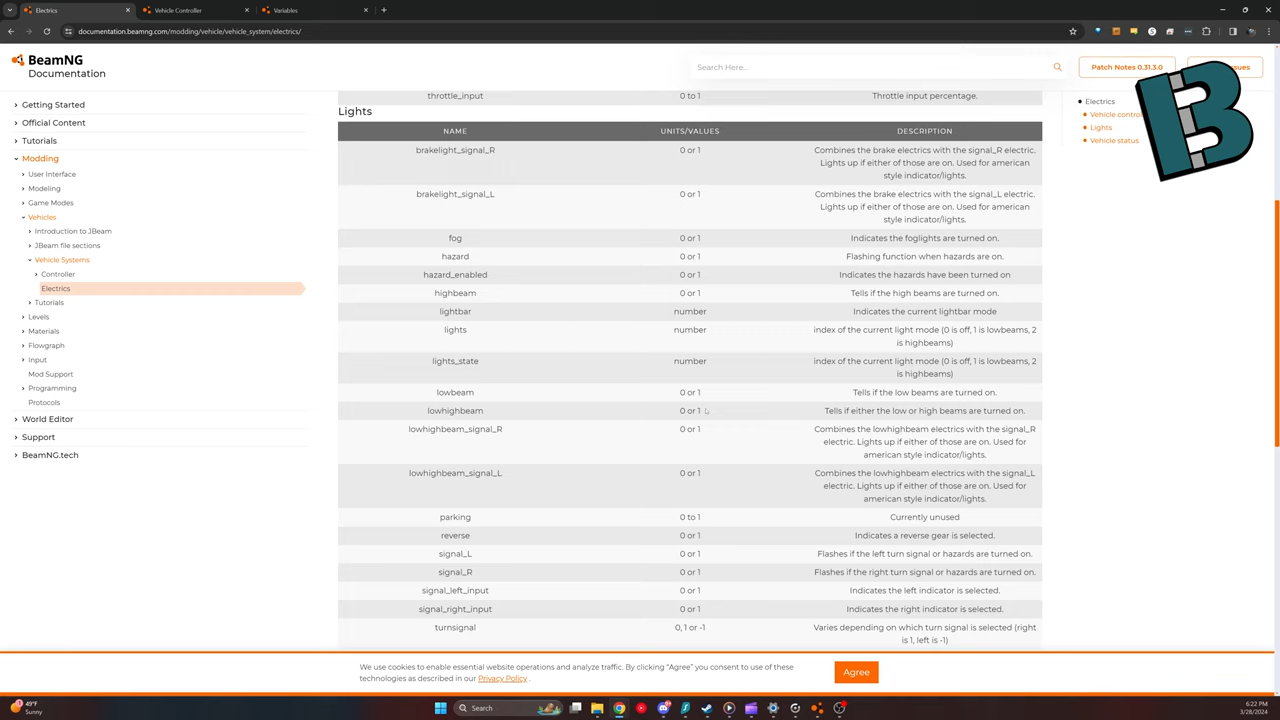 Electrics
Vehicle Controller
Variables
documentation.beamng.com/modding/vehicle/vehicle_system/electrics/
BeamNG
Documentation
Search Here...
Patch Notes 0.31.3.0
ues
B
Getting Started
Official Content
Tutorials
Modding
User Interface
Modeling
Game Modes
Vehicles
Introduction to JBeam
JBeam file sections
Vehicle Systems
Controller
Electrics
Tutorials
Levels
Materials
Flowgraph
Input
Mod Support
Programming
Protocols
World Editor
Support
BeamNG.tech
throttle_input 0 to 1 Throttle input percentage.
Lights
NAME UNITS/VALUES DESCRIPTION
brakelight_signal_R 0 or 1 Combines the brake electrics with the signal_R electric.
Lights up if either of those are on. Used for american
style indicator/lights.
brakelight_signal_L 0 or 1 Combines the brake electrics with the signal_L electric.
Lights up if either of those are on. Used for american
style indicator/lights.
fog 0 or 1 Indicates the foglights are turned on.
hazard 0 or 1 Flashing function when hazards are on.
hazard_enabled 0 or 1 Indicates the hazards have been turned on
highbeam 0 or 1 Tells if the high beams are turned on.
lightbar number Indicates the current lightbar mode
lights number index of the current light mode (0 is off, 1 is lowbeams, 2
is highbeams)
lights_state number index of the current light mode (0 is off, 1 is lowbeams, 2
is highbeams)
lowbeam 0 or 1 Tells if the low beams are turned on.
lowhighbeam 0 or 1 Tells if either the low or high beams are turned on.
lowhighbeam_signal_R 0 or 1 Combines the lowhighbeam electrics with the signal_R
electric. Lights up if either of those are on. Used for
american style indicator/lights.
lowhighbeam_signal_L 0 or 1 Combines the lowhighbeam electrics with the signal_L
electric. Lights up if either of those are on. Used for
american style indicator/lights.
parking 0 to 1 Currently unused
reverse 0 or 1 Indicates a reverse gear is selected.
signal_L 0 or 1 Flashes if the left turn signal or hazards are turned on.
signal_R 0 or 1 Flashes if the right turn signal or hazards are turned on.
signal_left_input 0 or 1 Indicates the left indicator is selected.
signal_right_input 0 or 1 Indicates the right indicator is selected.
turnsignal 0, 1 or -1 Varies depending on which turn signal is selected (right
is 1, left is -1)
Electrics
Vehicle contro
Lights
Vehicle status
We use cookies to enable essential website operations and analyze traffic. By clicking “Agree” you consent to use of these
technologies as described in our Privacy Policy .
Agree
49°F
Sunny
Search
6:22 PM
3/28/2024